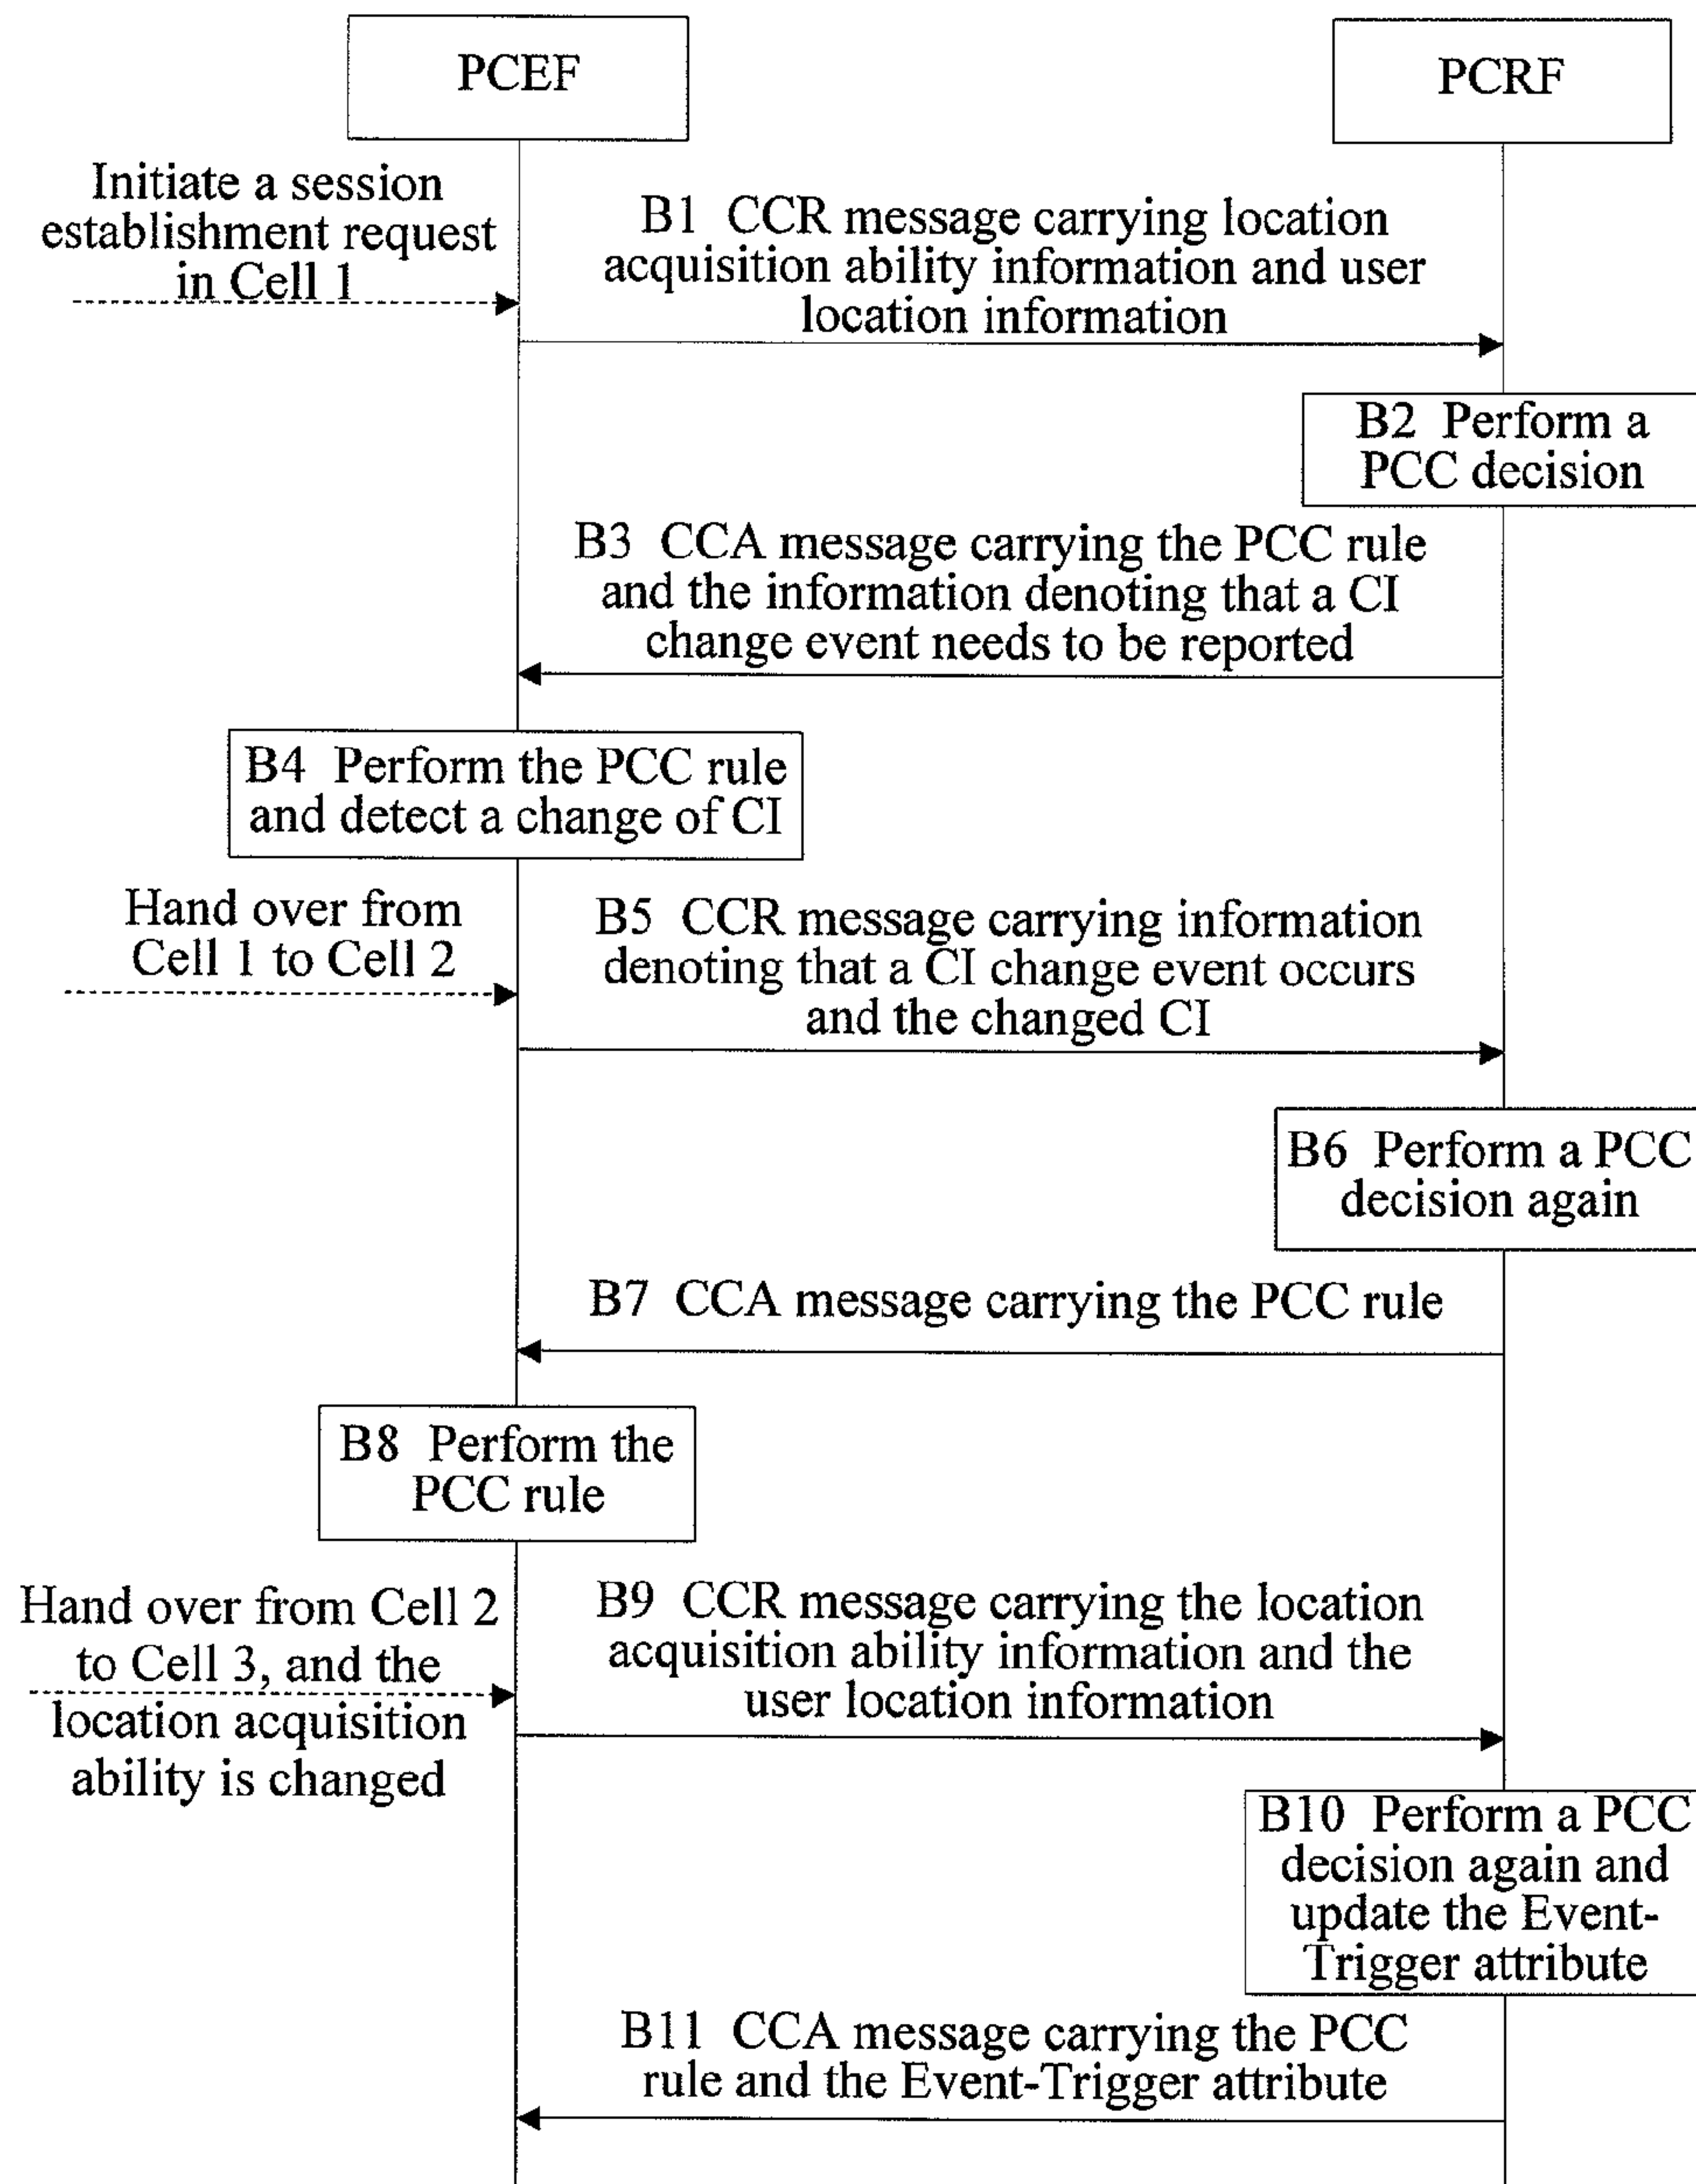 PCEF
PCRF
Initiate a session
establishment request
in Cell 1
B1 CCR message carrying location
acquisition ability information and user
location information
B2 Perform a
PCC decision
B3 CCA message carrying the PCC rule
and the information denoting that a CI
change event needs to be reported
B4 Perform the PCC rule
and detect a change of CI
Hand over from
Cell 1 to Cell 2
B5 CCR message carrying information
denoting that a CI change event occurs
and the changed CI
B6 Perform a PCC
decision again
B7 CCA message carrying the PCC rule
B8 Perform the
PCC rule
Hand over from Cell 2
to Cell 3, and the
location acquisition
ability is changed
B9 CCR message carrying the location
acquisition ability information and the
user location information
B10 Perform a PCC
decision again and
update the Event-
Trigger attribute
B11 CCA message carrying the PCC
rule and the Event-Trigger attribute